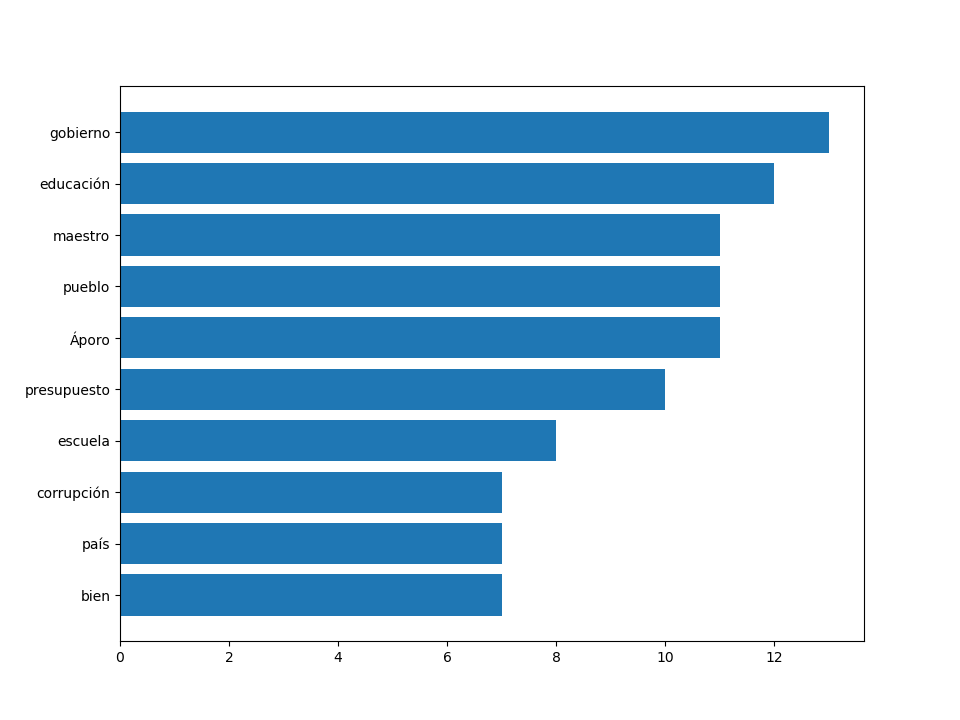 gobierno
educación
maestro
pueblo
Áporo
presupuesto
escuela
corrupción
país
bien
0 2 4 6 8 10 12